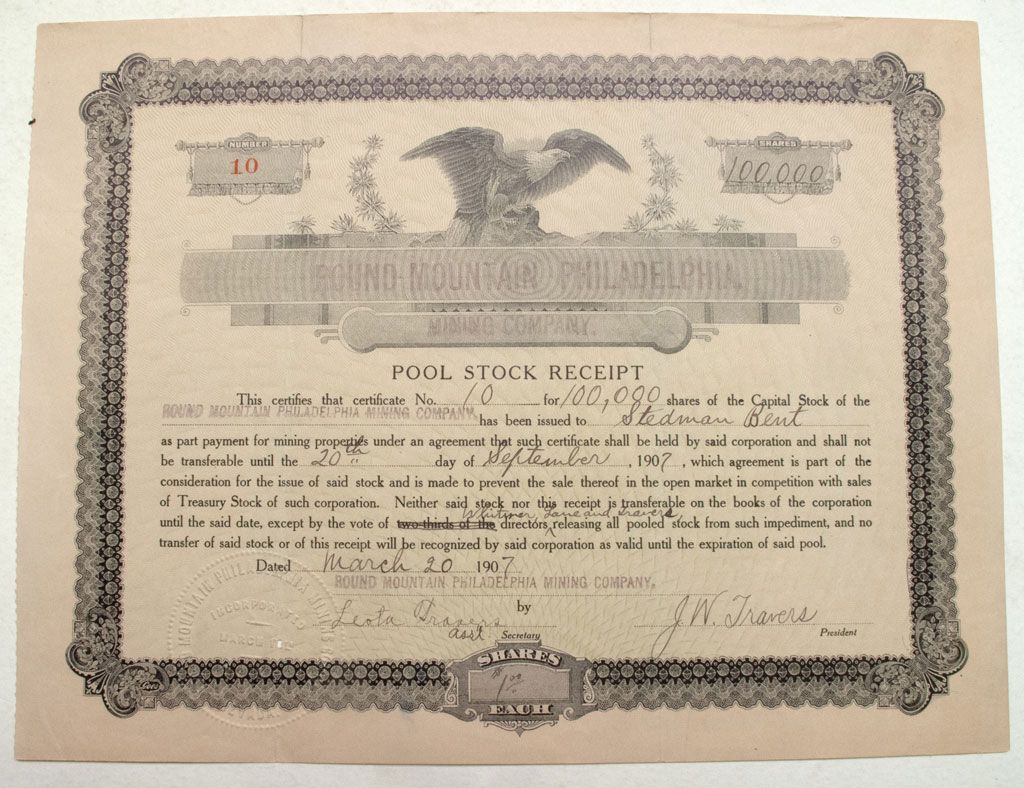 NUMBER
10
SHARES
100,000
ROUND MOUNTAIN PHILADELPHIA,
MINING COMPANY.
POOL STOCK RECEIPT
This certifies that certificate No. 10 for 100,000 shares of the Capital Stock of the
ROUND MOUNTAIN PHILADELPHIA MINING COMPANY, has been issued to Stedman Bent
as part payment for mining properties under an agreement that such certificate shall be held by said corporation and shall not
be transferable until the 20th day of September, 1907, which agreement is part of the
consideration for the issue of said stock and is made to prevent the sale thereof in the open market in competition with sales
of Treasury Stock of such corporation. Neither said stock nor this receipt is transferable on the books of the corporation
Whitmer, Lane and Travers
until the said date, except by the vote of two-thirds of the directors, releasing all pooled stock from such impediment, and no
transfer of said stock or of this receipt will be recognized by said corporation as valid until the expiration of said pool.
Dated March 20 1907
ROUND MOUNTAIN PHILADELPHIA MINING COMPANY.
by
Leota Travers
J.W. Travers
asst Secretary
President
MOUNTAIN PHILADELPHIA MINING
INCORPORATED
MARCH
NEVADA
SHARES
$1.00
EACH